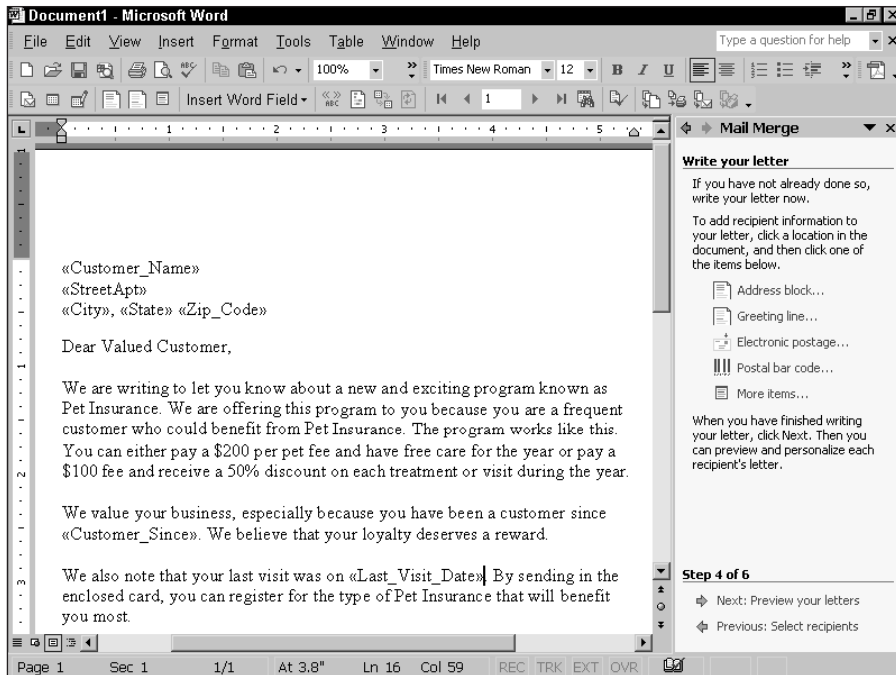 Document1 - Microsoft Word
File Edit View Insert Format Tools Table Window Help
Type a question for help
100%
Times New Roman
12
B I U
Insert Word Field
1
1 2 3 4 5
Mail Merge
Write your letter
If you have not already done so,
write your letter now.
To add recipient information to
your letter, click a location in the
document, and then click one of
the items below.
Address block...
Greeting line...
Electronic postage...
Postal bar code...
More items...
When you have finished writing
your letter, click Next. Then you
can preview and personalize each
recipient's letter.
Step 4 of 6
Next: Preview your letters
Previous: Select recipients
«Customer_Name»
«StreetApt»
«City», «State» «Zip_Code»
Dear Valued Customer,
We are writing to let you know about a new and exciting program known as
Pet Insurance. We are offering this program to you because you are a frequent
customer who could benefit from Pet Insurance. The program works like this.
You can either pay a $200 per pet fee and have free care for the year or pay a
$100 fee and receive a 50% discount on each treatment or visit during the year.
We value your business, especially because you have been a customer since
«Customer_Since». We believe that your loyalty deserves a reward.
We also note that your last visit was on «Last_Visit_Date». By sending in the
enclosed card, you can register for the type of Pet Insurance that will benefit
you most.
Page 1 Sec 1 1/1 At 3.8" Ln 16 Col 59 REC TRK EXT OVR